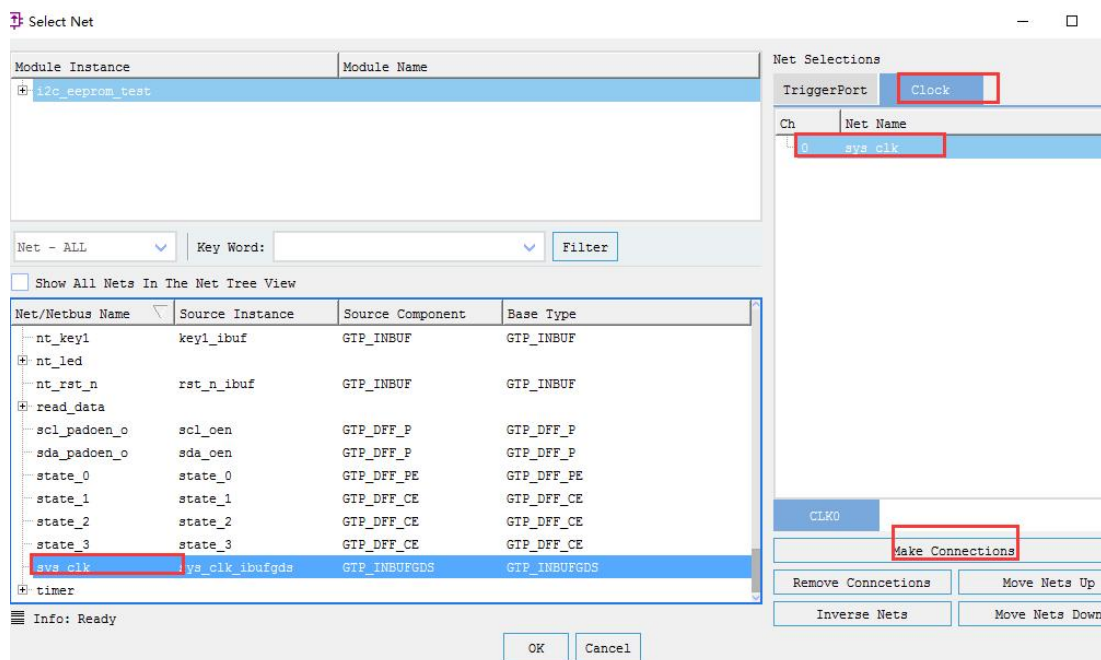 Select Net
Module Instance Module Name
i2c_eeprom_test
Net - ALL Key Word: Filter
Show All Nets In The Net Tree View
Net/Netbus Name Source Instance Source Component Base Type
nt_key1 key1_ibuf GTP_INBUF GTP_INBUF
nt_led
nt_rst_n rst_n_ibuf GTP_INBUF GTP_INBUF
read_data
scl_padoen_o scl_oen GTP_DFF_P GTP_DFF_P
sda_padoen_o sda_oen GTP_DFF_P GTP_DFF_P
state_0 state_0 GTP_DFF_PE GTP_DFF_PE
state_1 state_1 GTP_DFF_CE GTP_DFF_CE
state_2 state_2 GTP_DFF_CE GTP_DFF_CE
state_3 state_3 GTP_DFF_CE GTP_DFF_CE
sys_clk sys_clk_ibufgds GTP_INBUFGDS GTP_INBUFGDS
timer
Info: Ready
OK Cancel
Net Selections
TriggerPort Clock
Ch Net Name
0 sys_clk
CLK0
Make Connections
Remove Conncetions Move Nets Up
Inverse Nets Move Nets Down